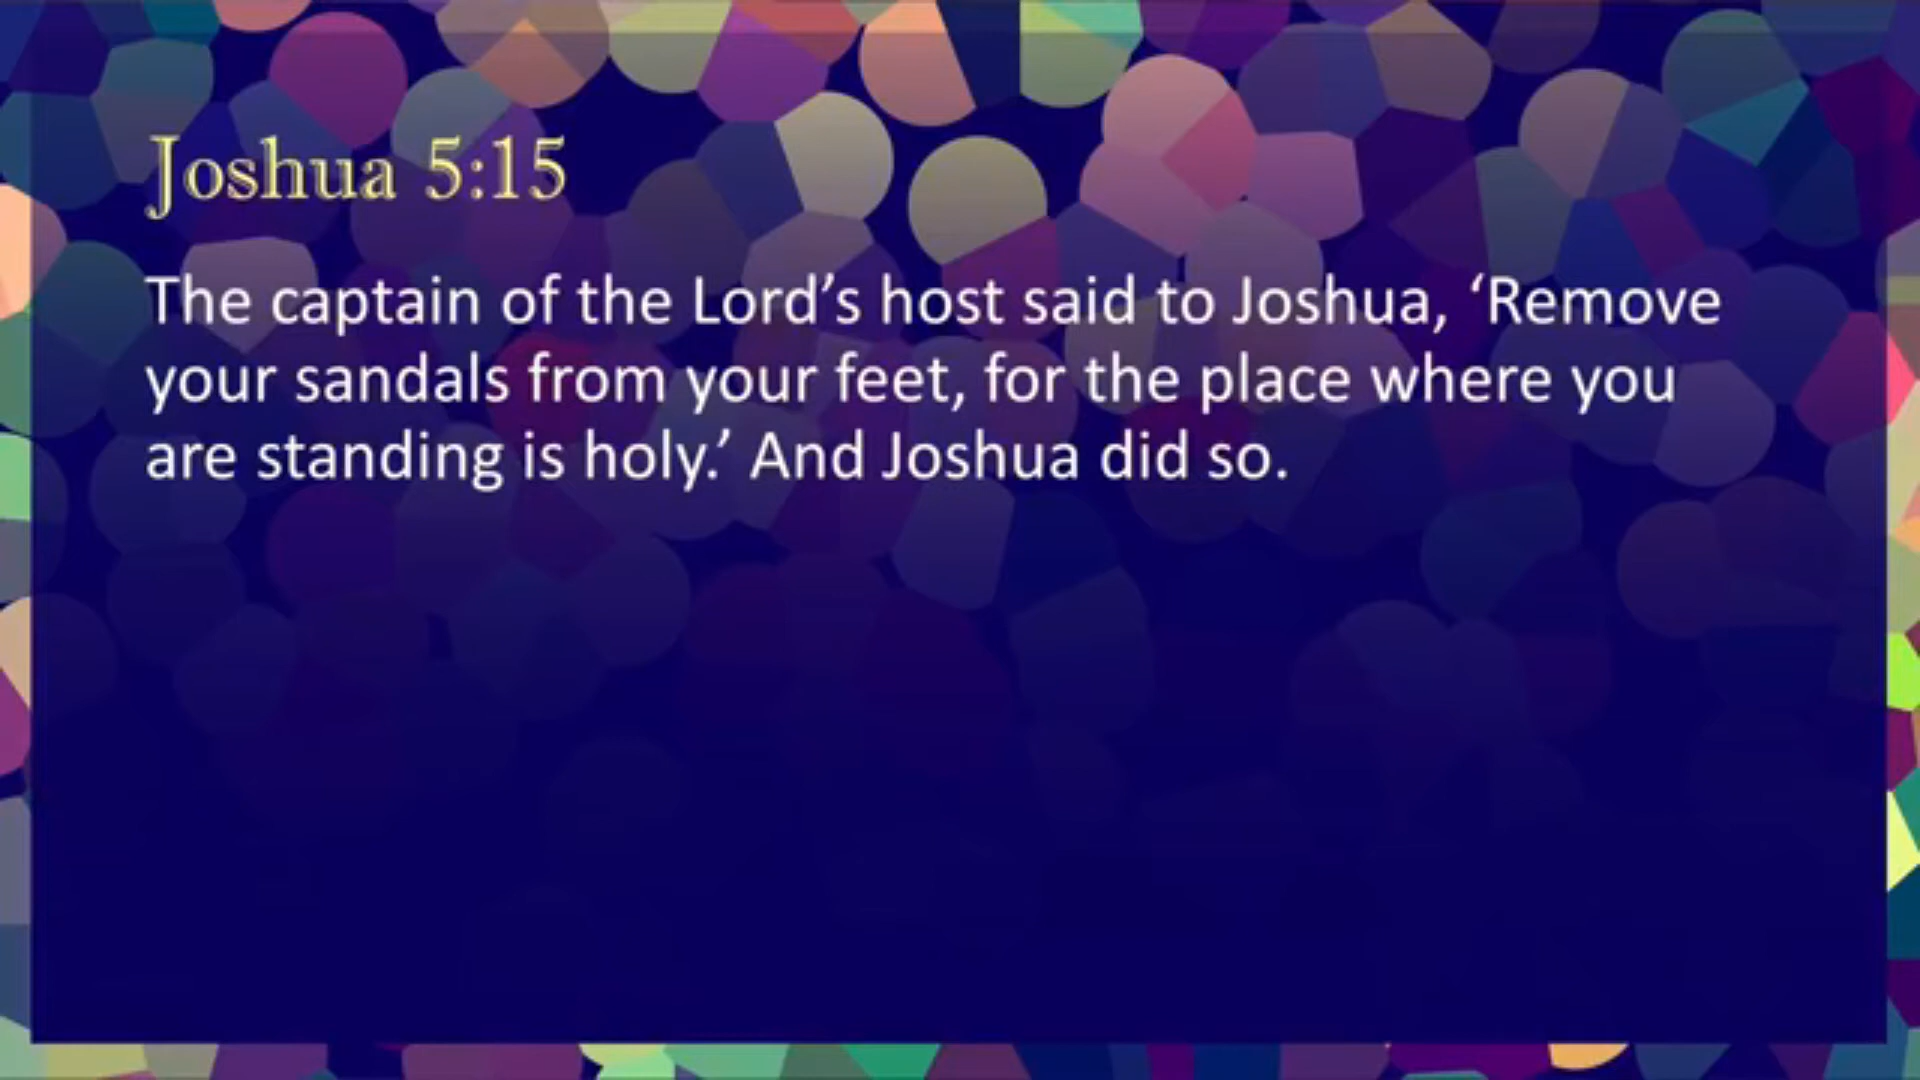 Joshua 5:15
The captain of the Lord’s host said to Joshua, ‘Remove
your sandals from your feet, for the place where you
are standing is holy.’ And Joshua did so.